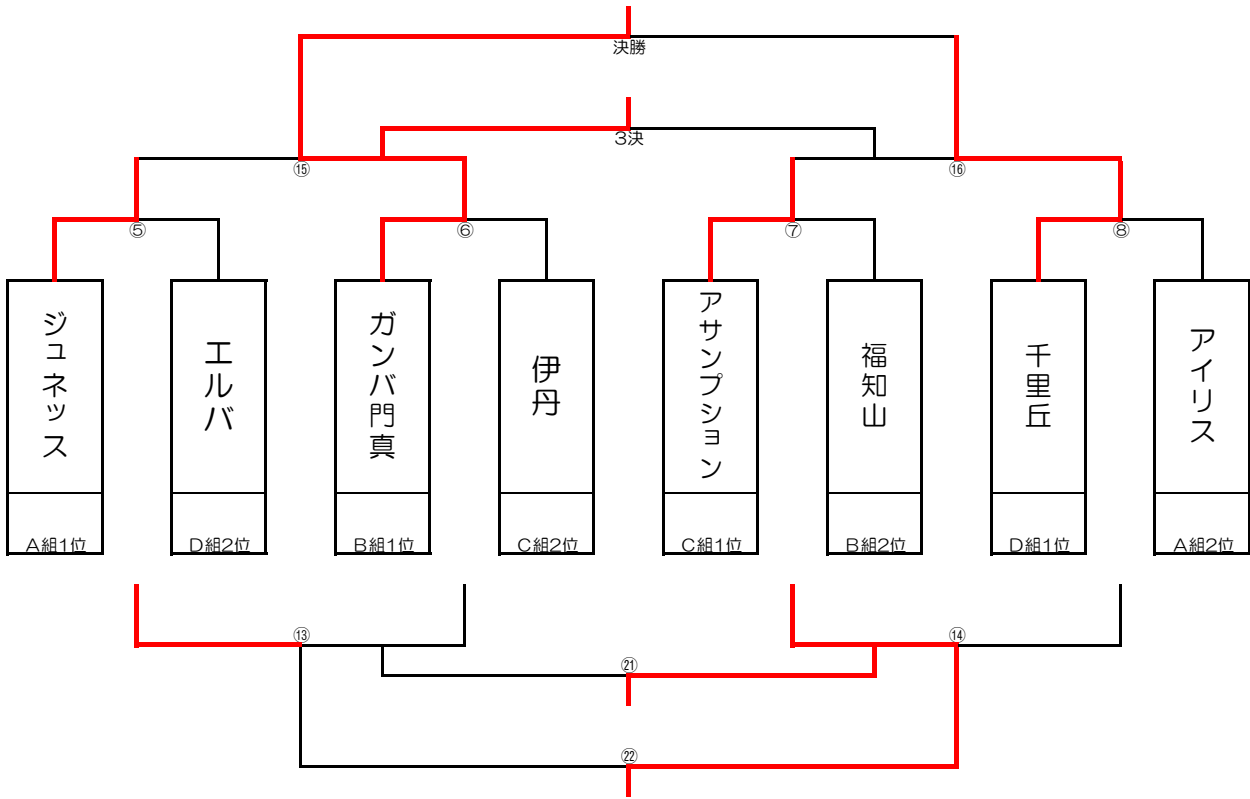 決勝
3決
⑮
⑯
⑤
⑥
⑦
⑧
ジュネッス
エルバ
ガンバ門真
伊丹
アサンプション
福知山
千里丘
アイリス
A組1位
D組2位
B組1位
C組2位
C組1位
B組2位
D組1位
A組2位
⑬
⑭
㉑
㉒